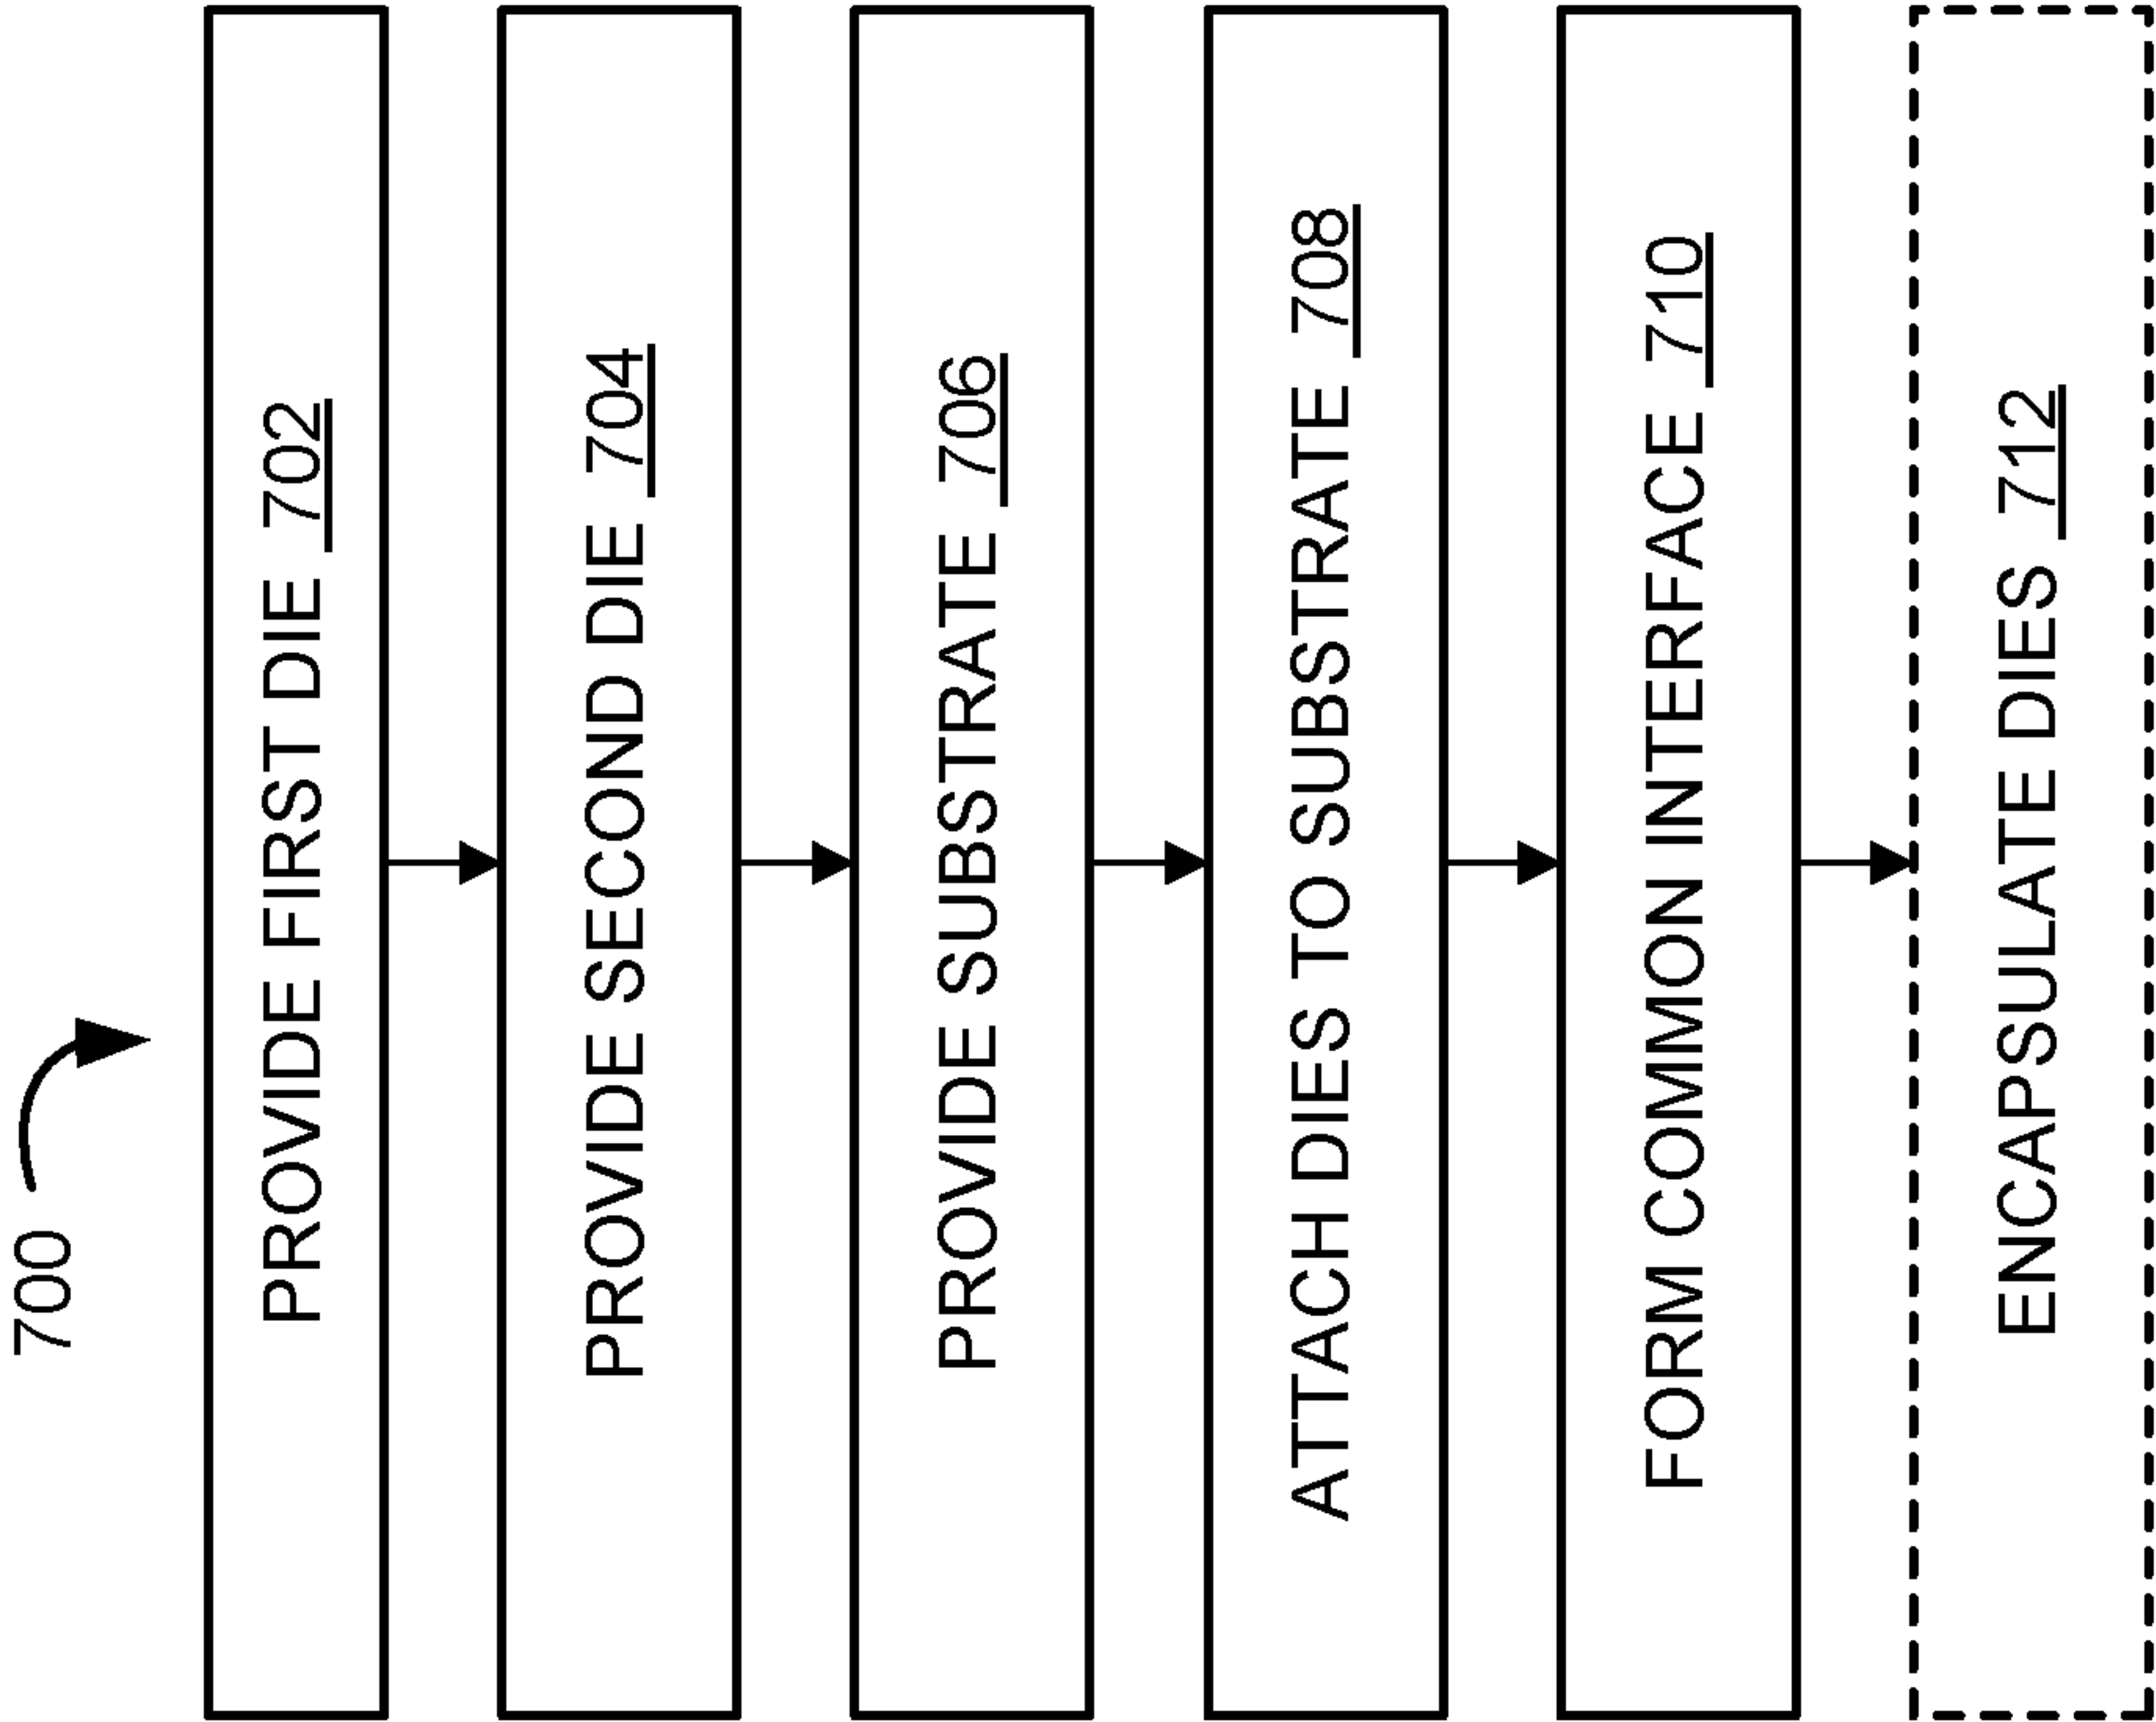 700
PROVIDE FIRST DIE 702
PROVIDE SECOND DIE 704
PROVIDE SUBSTRATE 706
ATTACH DIES TO SUBSTRATE 708
FORM COMMON INTERFACE 710
ENCAPSULATE DIES 712